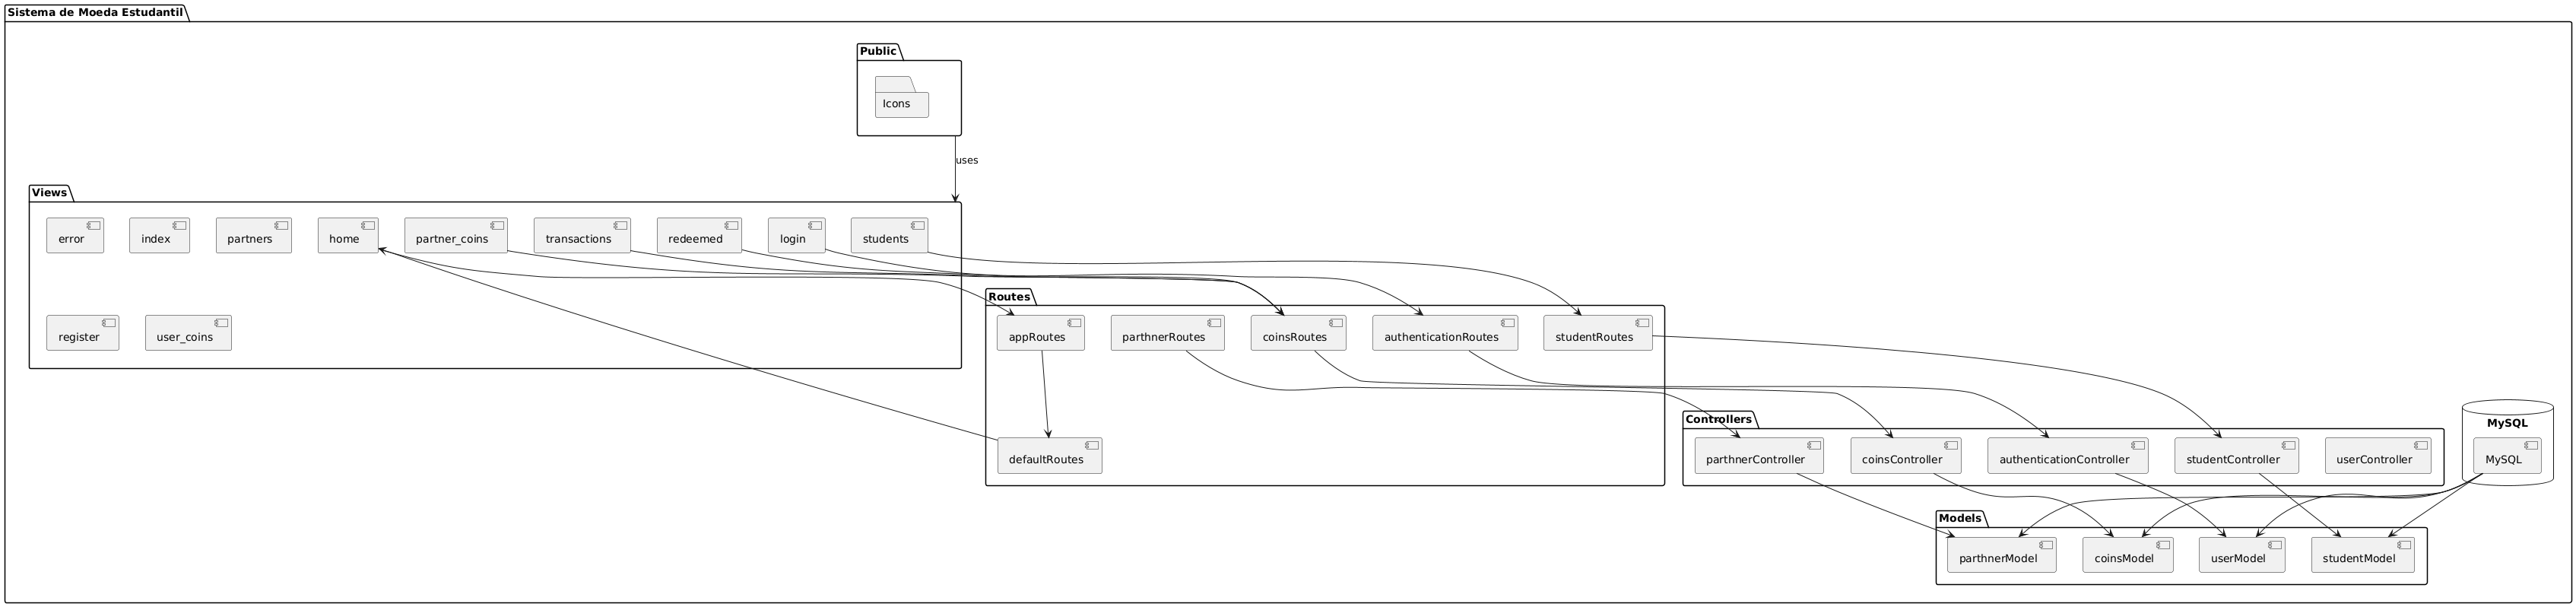 Sistema de Moeda Estudantil
Public
Icons
uses
Views
error
index
partners
home
partner_coins
transactions
redeemed
login
students
register
user_coins
Routes
appRoutes
parthnerRoutes
coinsRoutes
authenticationRoutes
studentRoutes
defaultRoutes
Controllers
parthnerController
coinsController
authenticationController
studentController
userController
MySQL
MySQL
Models
parthnerModel
coinsModel
userModel
studentModel